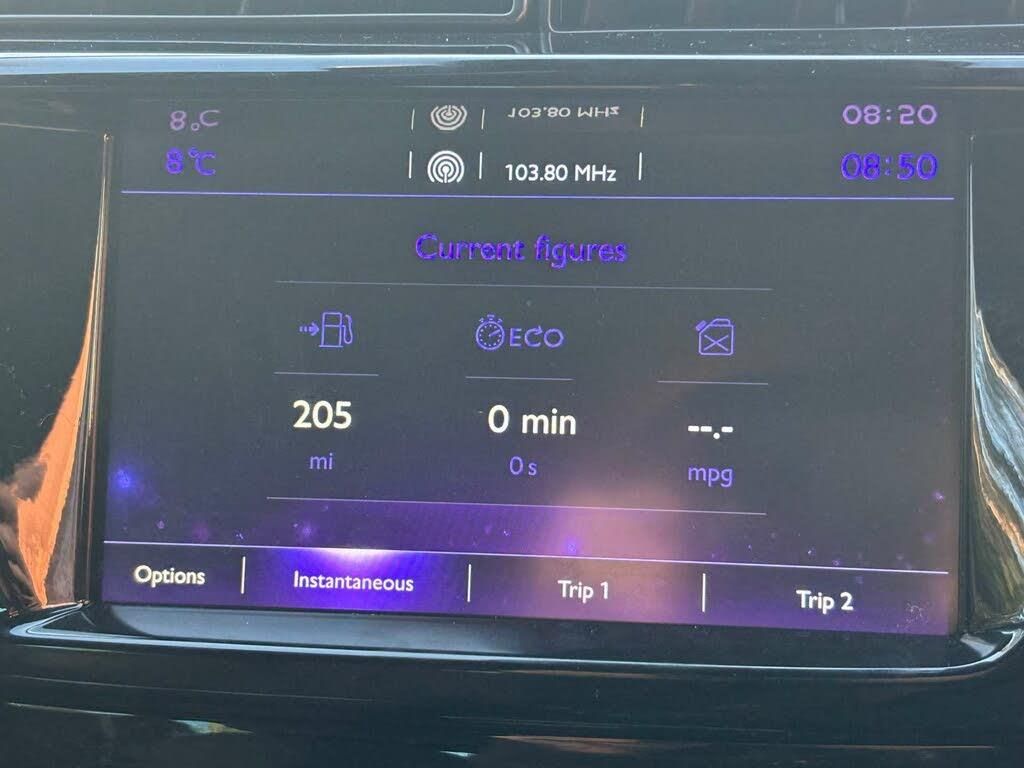 8°C 103.80 MHz 08:50
Current figures
ECO
205 0 min --.-
mi 0 s mpg
Options Instantaneous Trip 1 Trip 2